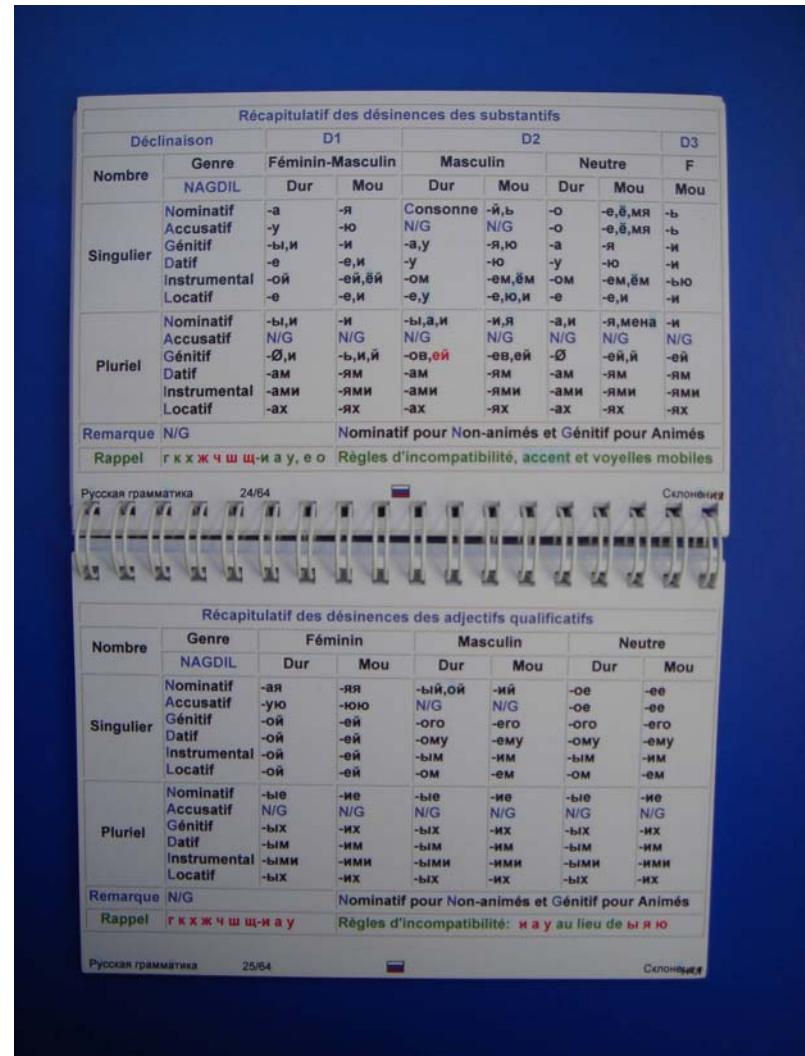 Récapitulatif des désinences des substantifs
Déclinaison D1 D2 D3
Nombre Genre Féminin-Masculin Masculin Neutre F
NAGDIL Dur Mou Dur Mou Dur Mou Mou
Singulier
Nominatif -а -я Consonne -й,ь -о -е,ё,мя -ь
Accusatif -у -ю N/G N/G -о -е,ё,мя -ь
Génitif -ы,и -и -а,у -я,ю -а -я -и
Datif -е -е,и -у -ю -у -ю -и
Instrumental -ой -ей,ёй -ом -ем,ём -ом -ем,ём -ью
Locatif -е -е,и -е,у -е,ю,и -е -е,и -и
Pluriel
Nominatif -ы,и -и -ы,а,и -и,я -а,и -я,мена -и
Accusatif N/G N/G N/G N/G N/G N/G N/G
Génitif -Ø,и -ь,и,й -ов,ей -ев,ей -Ø -ей,й -ей
Datif -ам -ям -ам -ям -ам -ям -ям
Instrumental -ами -ями -ами -ями -ами -ями -ями
Locatif -ах -ях -ах -ях -ах -ях -ях
Remarque N/G Nominatif pour Non-animés et Génitif pour Animés
Rappel г к х ж ч ш щ-и а у, е о Règles d'incompatibilité, accent et voyelles mobiles
Русская грамматика 24/64 Склонения
Récapitulatif des désinences des adjectifs qualificatifs
Nombre Genre Féminin Masculin Neutre
NAGDIL Dur Mou Dur Mou Dur Mou
Singulier
Nominatif -ая -яя -ый,ой -ий -ое -ее
Accusatif -ую -юю N/G N/G -ое -ее
Génitif -ой -ей -ого -его -ого -его
Datif -ой -ей -ому -ему -ому -ему
Instrumental -ой -ей -ым -им -ым -им
Locatif -ой -ей -ом -ем -ом -ем
Pluriel
Nominatif -ые -ие -ые -ие -ые -ие
Accusatif N/G N/G N/G N/G N/G N/G
Génitif -ых -их -ых -их -ых -их
Datif -ым -им -ым -им -ым -им
Instrumental -ыми -ими -ыми -ими -ыми -ими
Locatif -ых -их -ых -их -ых -их
Remarque N/G Nominatif pour Non-animés et Génitif pour Animés
Rappel г к х ж ч ш щ-и а у Règles d'incompatibilité: и а у au lieu de ы я ю
Русская грамматика 25/64 Склонения